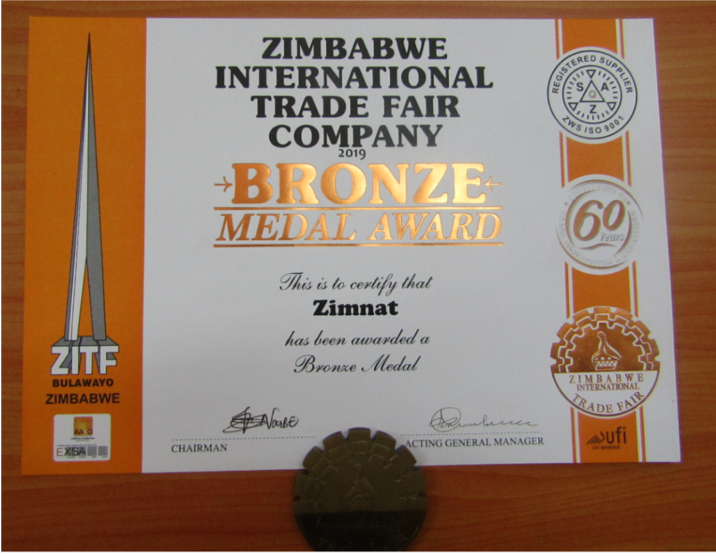 ZIMBABWE
INTERNATIONAL
TRADE FAIR
COMPANY
2019
BRONZE
MEDAL AWARD
This is to certify that
Zimnat
has been awarded a
Bronze Medal
CHAIRMAN
ACTING GENERAL MANAGER
ZITF
BULAWAYO
ZIMBABWE
EXSA
REGISTERED SUPPLIER
S A
Q
Z
ZWS ISO 9001
60
Years
ZIMBABWE
INTERNATIONAL
TRADE FAIR
ufi